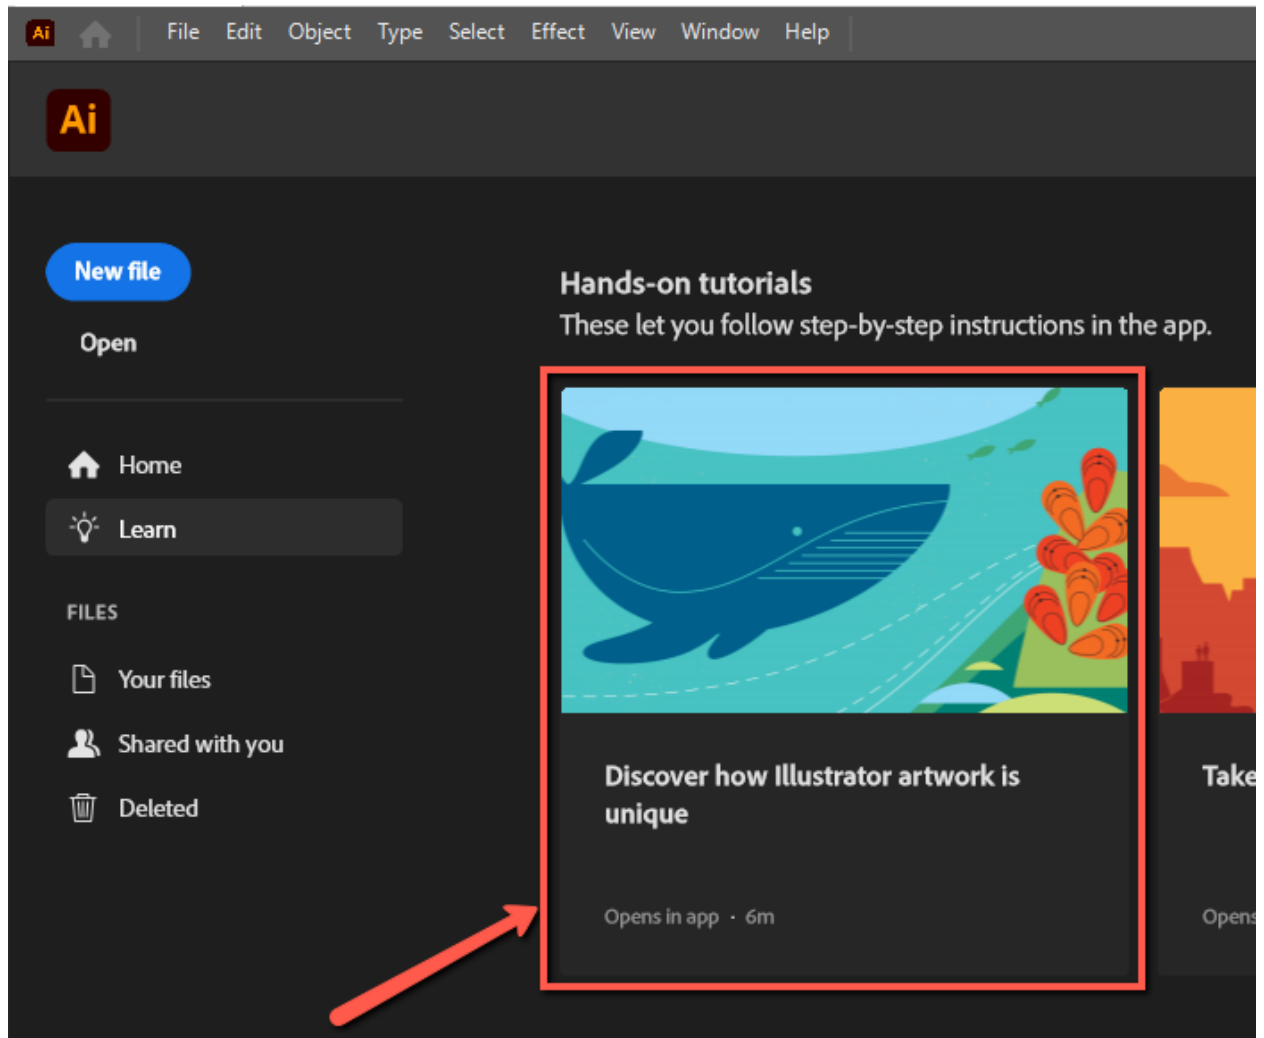 Ai File Edit Object Type Select Effect View Window Help
Ai
New file
Open
Home
Learn
FILES
Your files
Shared with you
Deleted
Hands-on tutorials
These let you follow step-by-step instructions in the app.
Discover how Illustrator artwork is
unique
Opens in app · 6m
Take
Opens